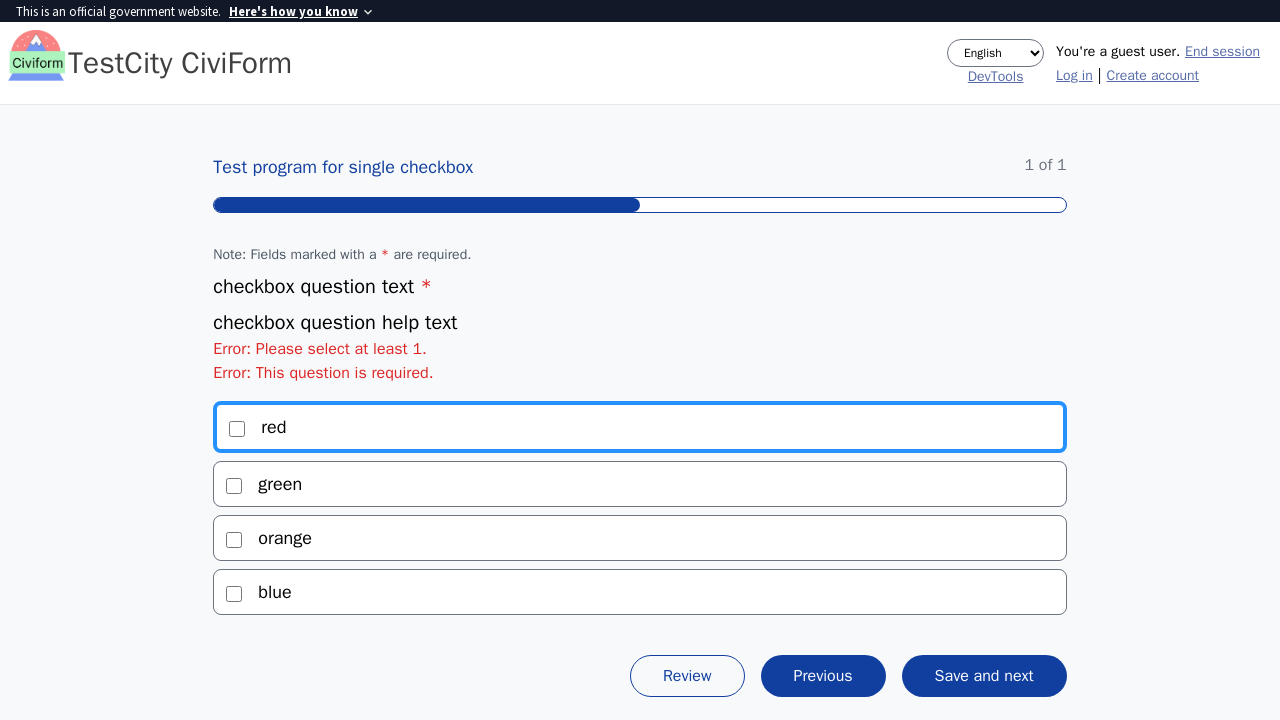 This is an official government website. Here's how you know
Civiform
TestCity CiviForm
English
DevTools
You're a guest user. End session
Log in | Create account
Test program for single checkbox
1 of 1
Note: Fields marked with a * are required.
checkbox question text *
checkbox question help text
Error: Please select at least 1.
Error: This question is required.
red
green
orange
blue
Review
Previous
Save and next